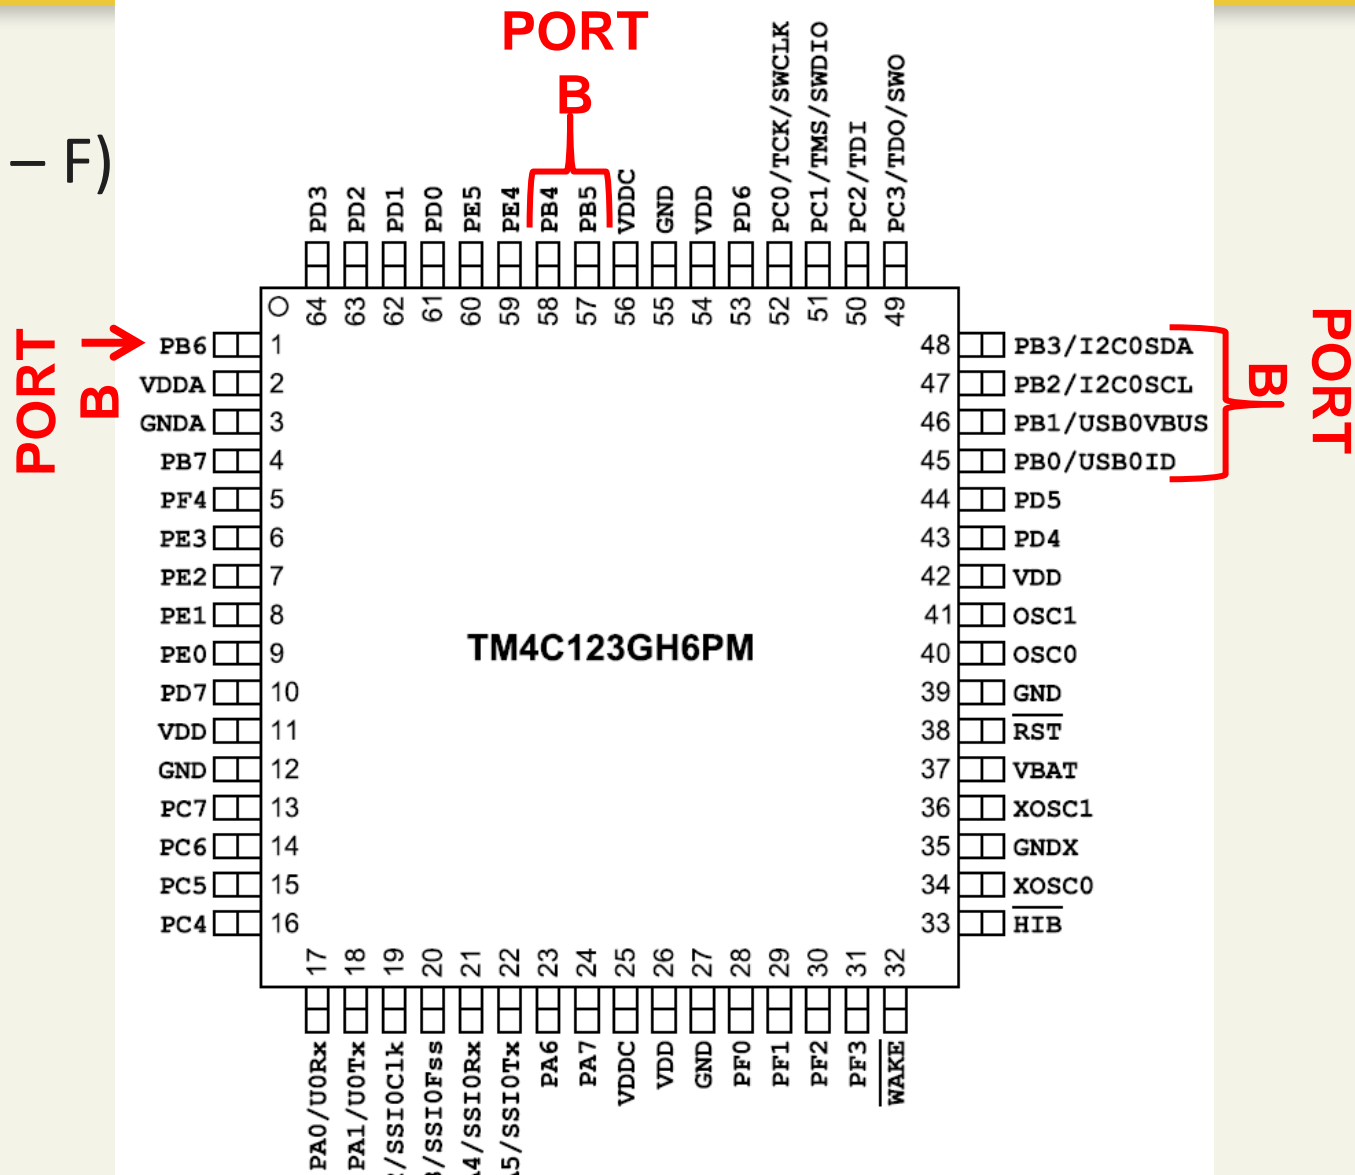 PORT
B
– F)
PD3
PD2
PD1
PD0
PE5
PE4
PB4
PB5
VDDC
GND
VDD
PD6
PC0/TCK/SWCLK
PC1/TMS/SWDIO
PC2/TDI
PC3/TDO/SWO
64
63
62
61
60
59
58
57
56
55
54
53
52
51
50
49
PORT
B
PB6 1
VDDA 2
GNDA 3
PB7 4
PF4 5
PE3 6
PE2 7
PE1 8
PE0 9
PD7 10
VDD 11
GND 12
PC7 13
PC6 14
PC5 15
PC4 16
TM4C123GH6PM
48 PB3/I2C0SDA
47 PB2/I2C0SCL
46 PB1/USB0VBUS
45 PB0/USB0ID
44 PD5
43 PD4
42 VDD
41 OSC1
40 OSC0
39 GND
38 RST
37 VBAT
36 XOSC1
35 GNDX
34 XOSC0
33 HIB
PORT
B
17
18
19
20
21
22
23
24
25
26
27
28
29
30
31
32
PA0/U0Rx
PA1/U0Tx
/SSI0Clk
/SSI0Fss
4/SSI0Rx
5/SSI0Tx
PA6
PA7
VDDC
VDD
GND
PF0
PF1
PF2
PF3
WAKE